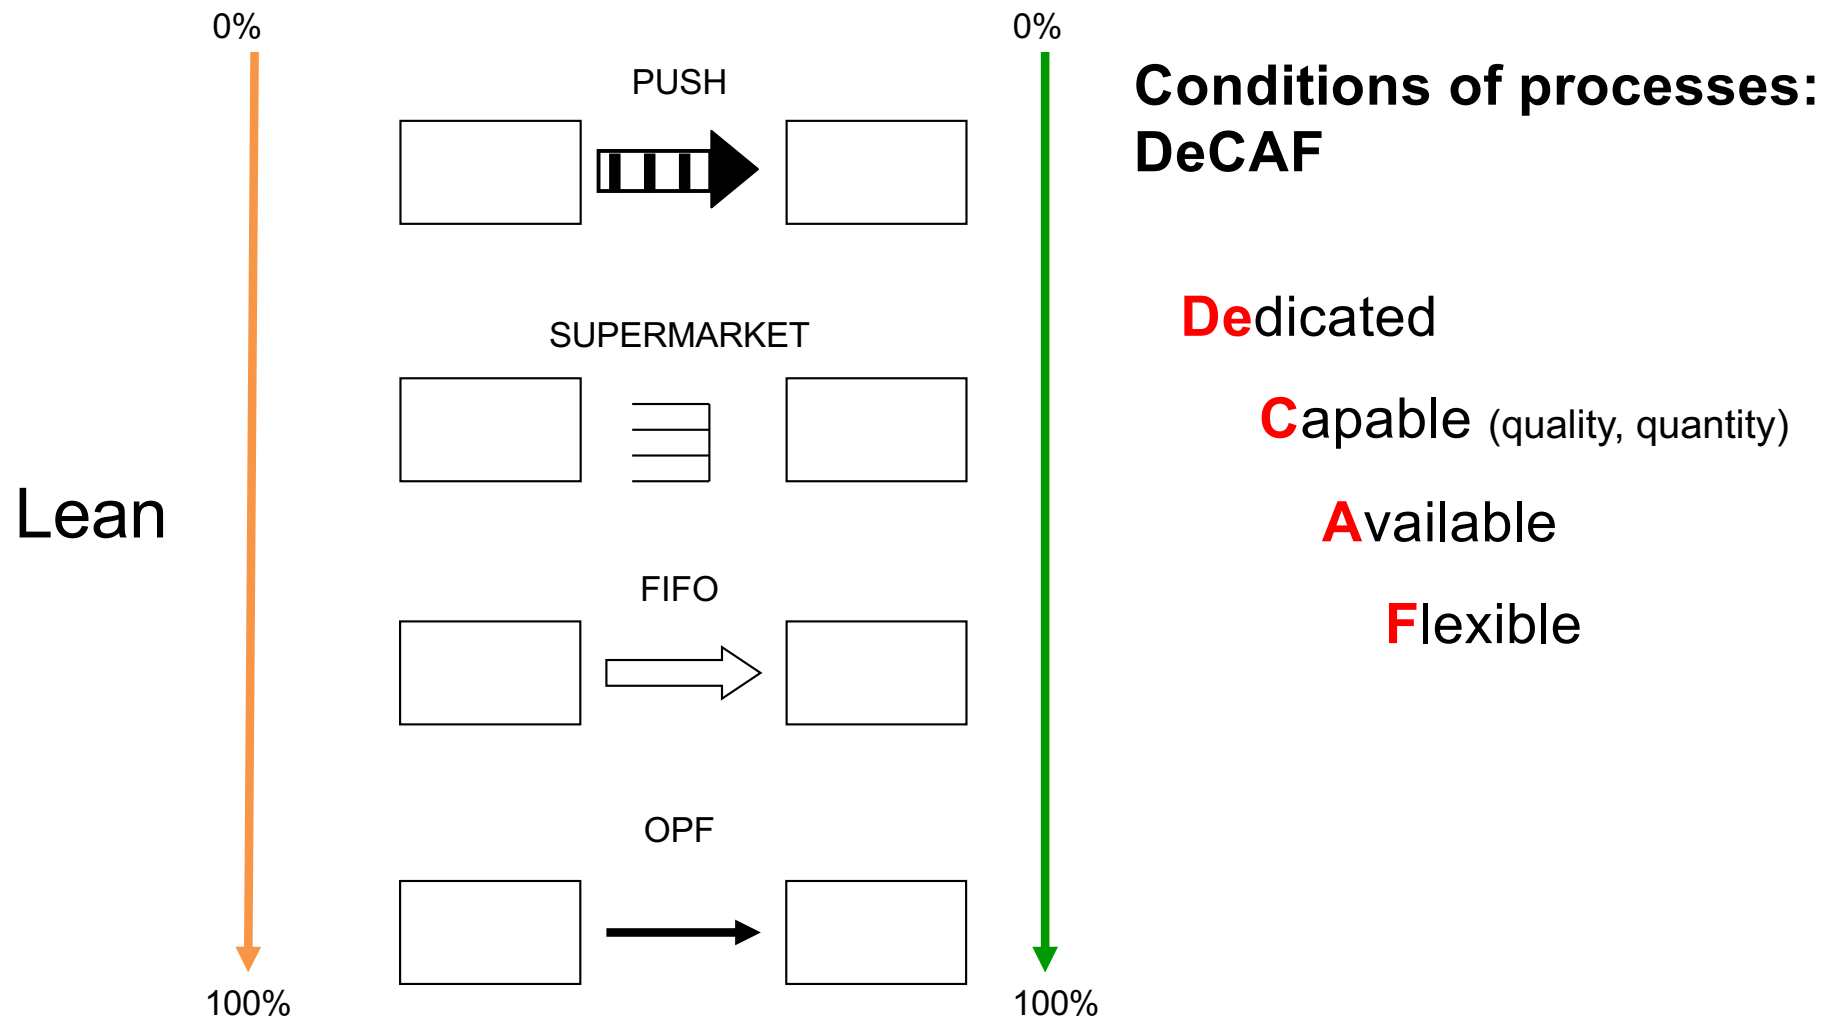 0%
0%
PUSH
Conditions of processes:
DeCAF
Dedicated
SUPERMARKET
Capable (quality, quantity)
Lean
Available
FIFO
Flexible
OPF
100%
100%